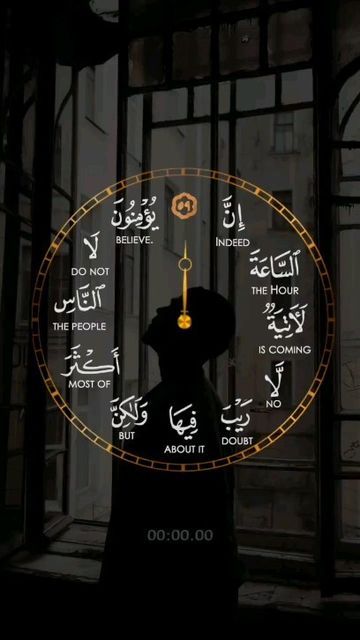 ٥٩
إِنَّ
INDEED
ٱلسَّاعَةَ
THE HOUR
لَـَٔاتِيَةٌ
IS COMING
لَّا
NO
رَيْبَ
DOUBT
فِيهَا
ABOUT IT
وَلَـٰكِنَّ
BUT
أَكْثَرَ
MOST OF
ٱلنَّاسِ
THE PEOPLE
لَا
DO NOT
يُؤْمِنُونَ
BELIEVE.
00:00.00